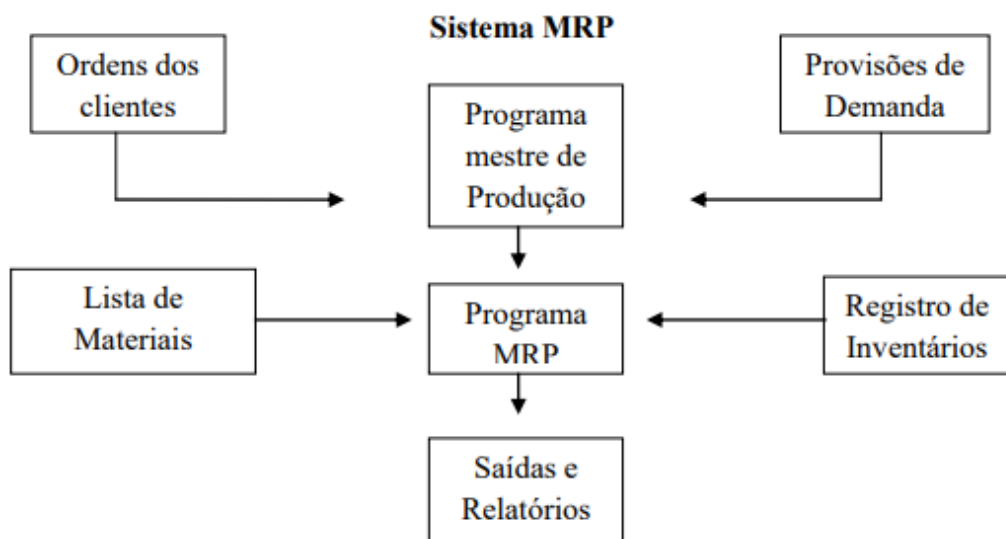 Sistema MRP
Ordens dos
clientes
Programa
mestre de
Produção
Provisões de
Demanda
Lista de
Materiais
Programa
MRP
Registro de
Inventários
Saídas e
Relatórios